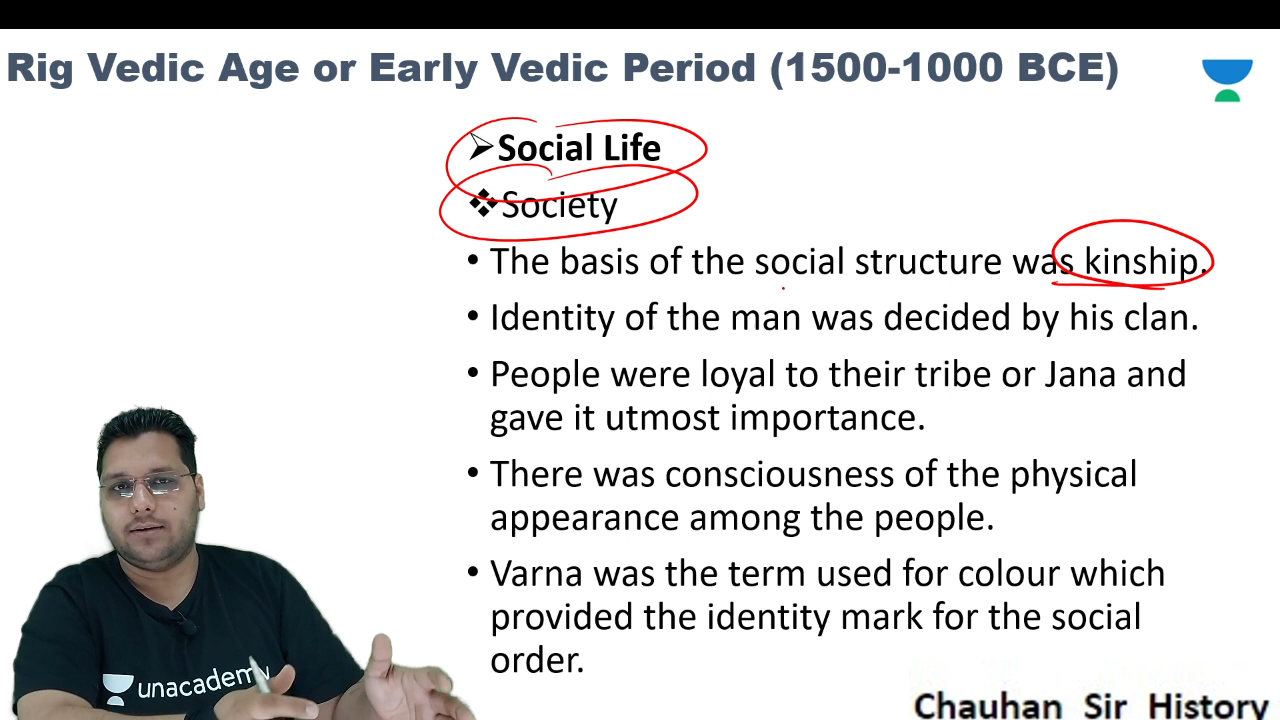 Rig Vedic Age or Early Vedic Period (1500-1000 BCE)
➢Social Life
❖Society
• The basis of the social structure was kinship.
• Identity of the man was decided by his clan.
• People were loyal to their tribe or Jana and
gave it utmost importance.
• There was consciousness of the physical
appearance among the people.
• Varna was the term used for colour which
provided the identity mark for the social
order.
unacademy
Chauhan Sir History